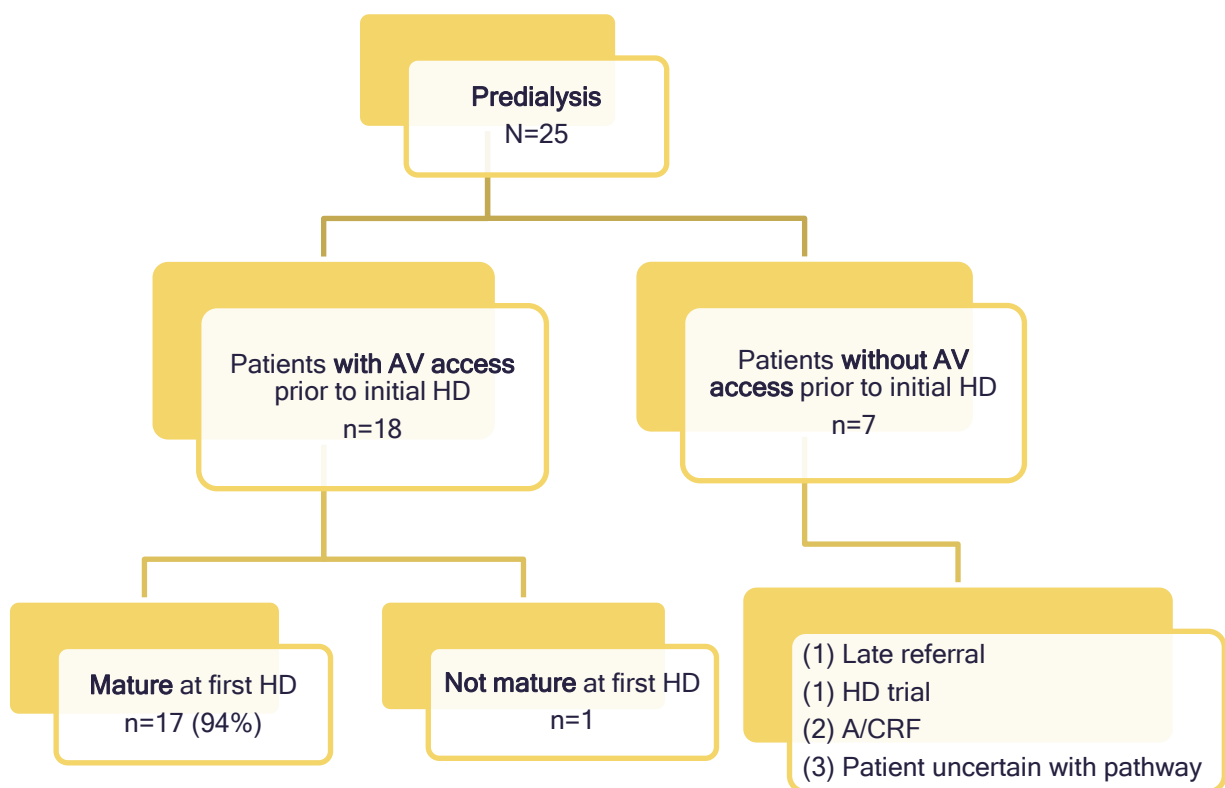 Predialysis
N=25
Patients with AV access
prior to initial HD
n=18
Patients without AV
access prior to initial HD
n=7
Mature at first HD
n=17 (94%)
Not mature at first HD
n=1
(1) Late referral
(1) HD trial
(2) A/CRF
(3) Patient uncertain with pathway